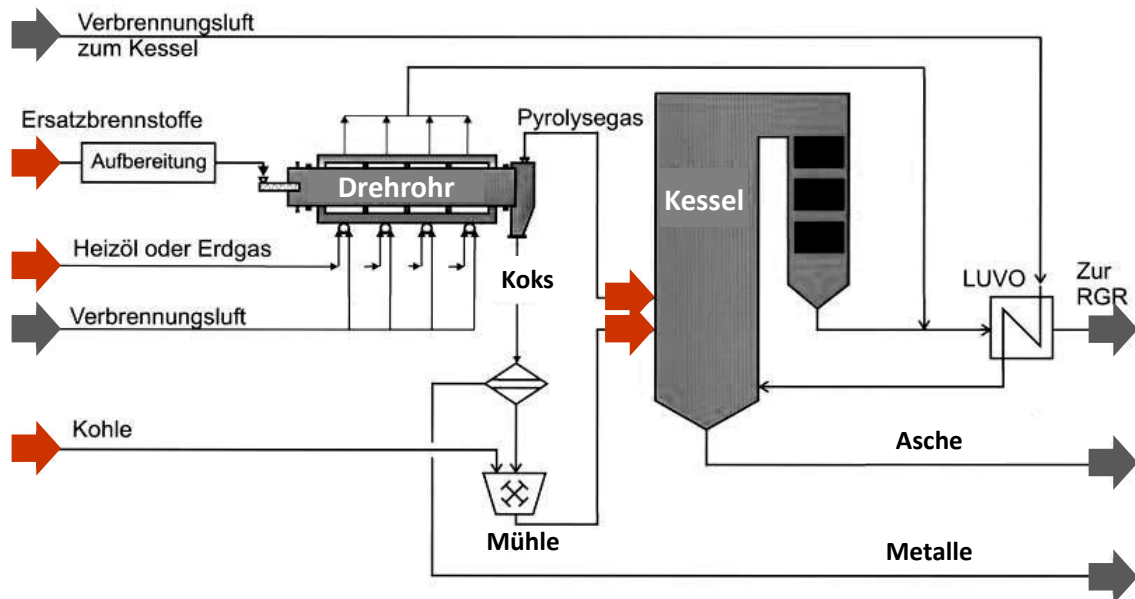 Verbrennungsluft
zum Kessel
Ersatzbrennstoffe
Aufbereitung
Pyrolysegas
Drehrohr
Kessel
Heizöl oder Erdgas
Koks
LUVO
Zur
RGR
Verbrennungsluft
Kohle
Asche
Mühle
Metalle